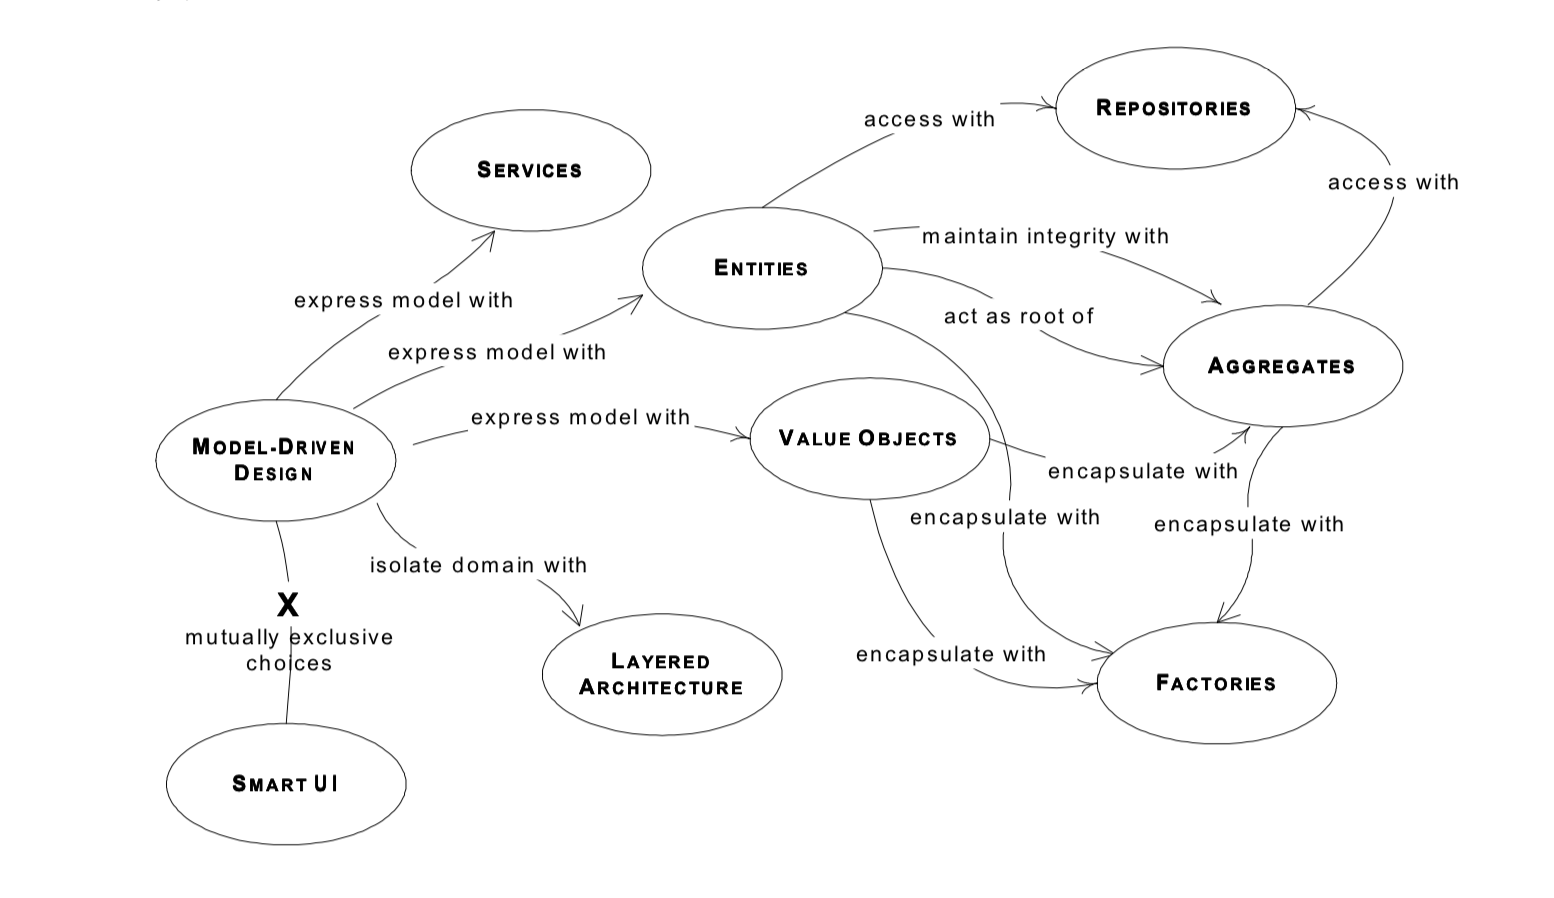 REPOSITORIES
access with
SERVICES
access with
maintain integrity with
ENTITIES
express model with
act as root of
express model with
AGGREGATES
express model with
VALUE OBJECTS
MODEL-DRIVEN
DESIGN
encapsulate with
encapsulate with
encapsulate with
isolate domain with
X
mutually exclusive
choices
encapsulate with
LAYERED
ARCHITECTURE
FACTORIES
SMART UI